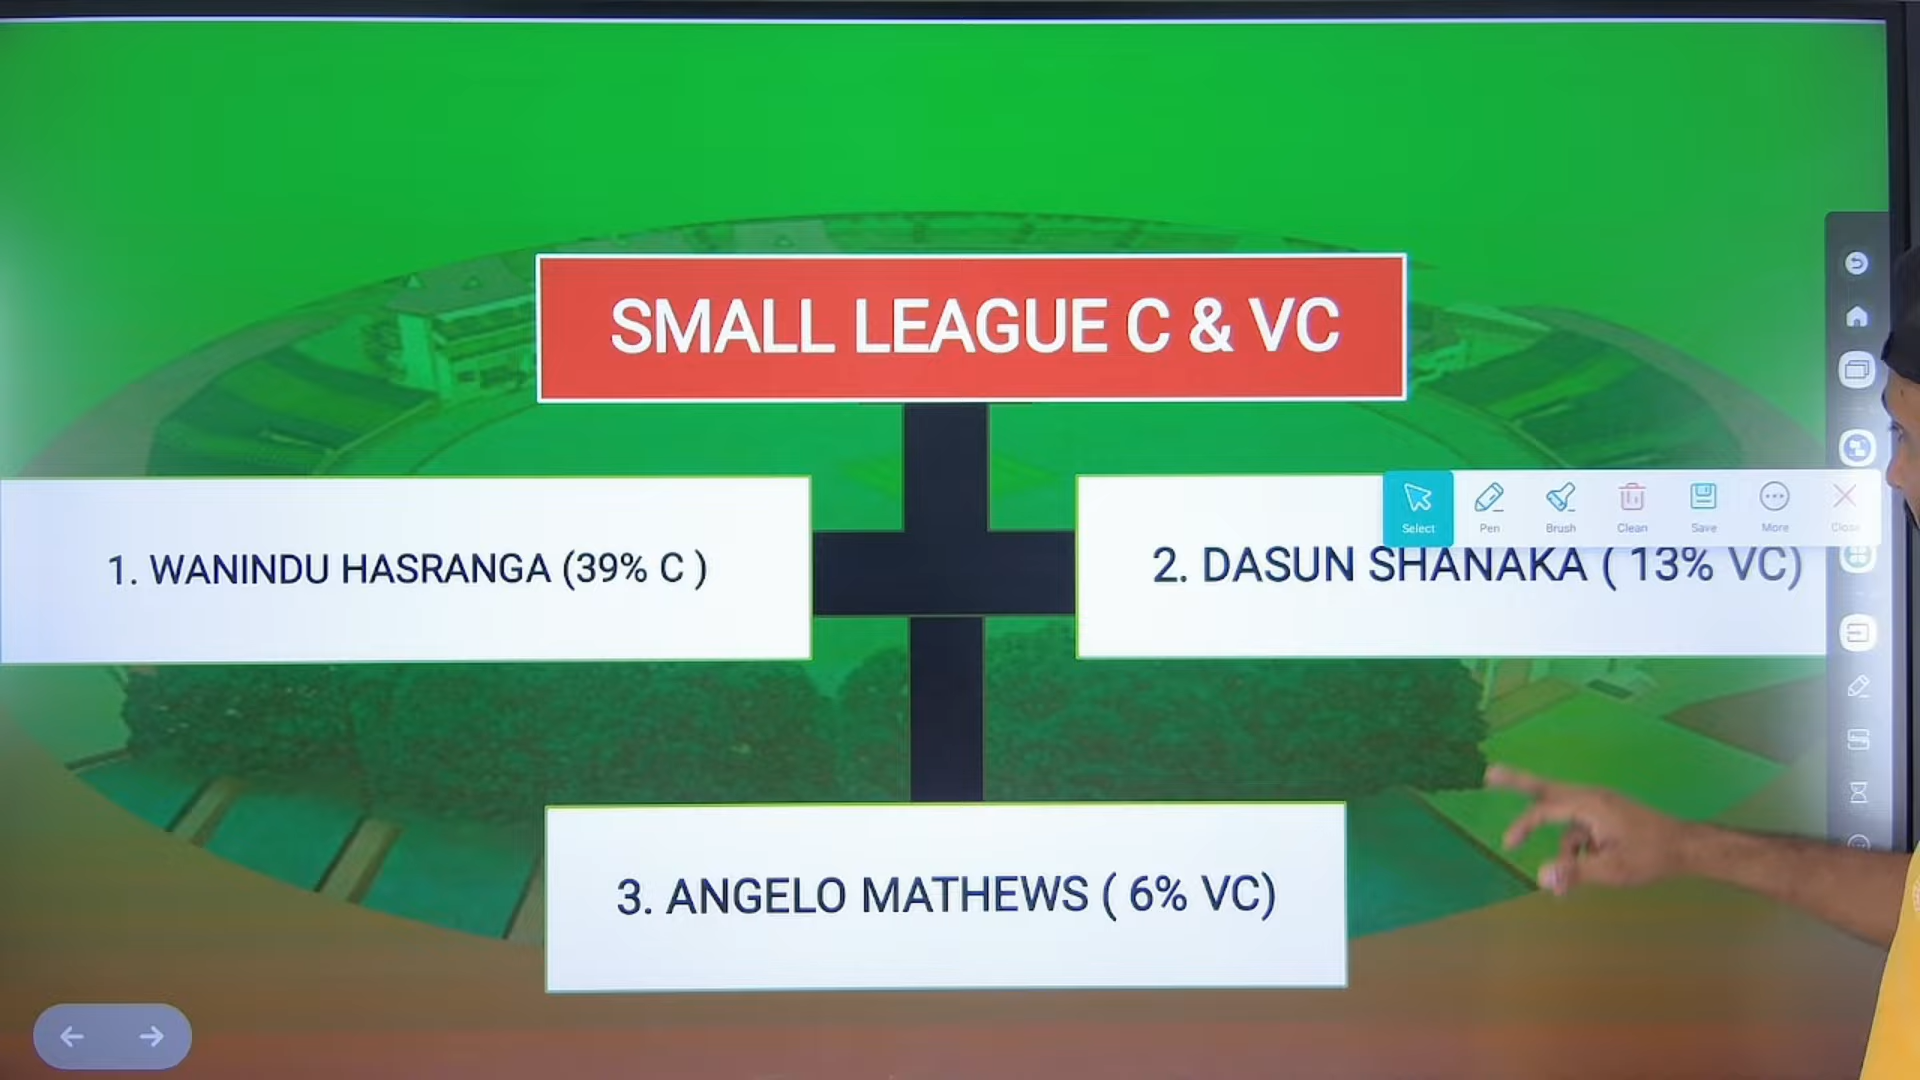 SMALL LEAGUE C & VC
Select Pen Brush Clean Save More Close
1. WANINDU HASRANGA (39% C )
2. DASUN SHANAKA ( 13% VC)
3. ANGELO MATHEWS ( 6% VC)